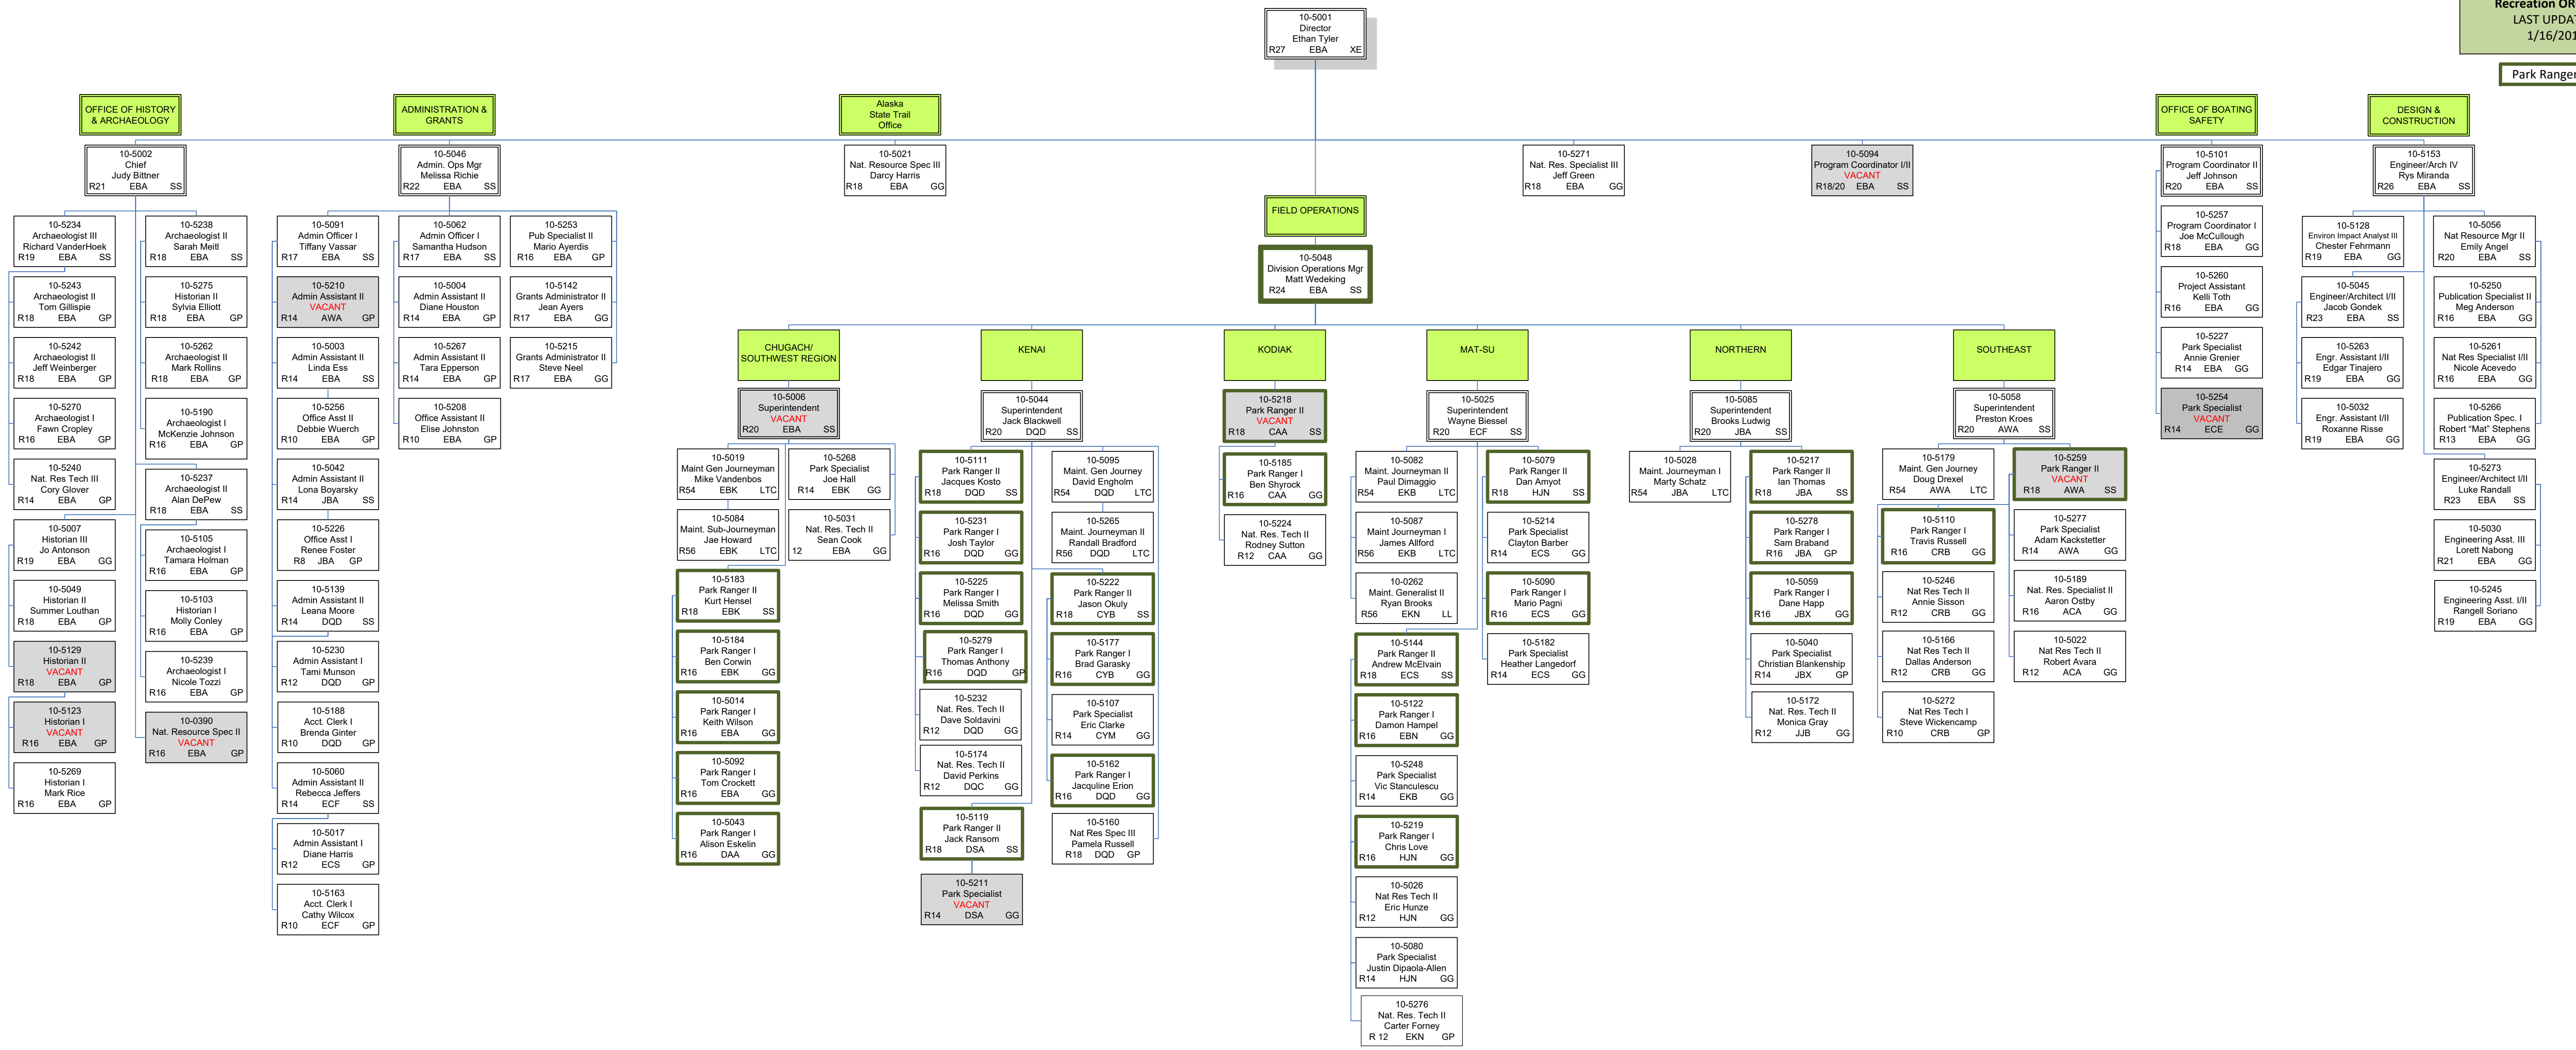 10-5001
Director
Ethan Tyler
R27 EBA XE
Recreation
LAST
1/16/
Park Ranger
OFFICE OF HISTORY
& ARCHAEOLOGY
10-5002
Chief
Judy Bittner
R21 EBA SS
10-5234
Archaeologist III
Richard VanderHoek
R19 EBA SS
10-5243
Archaeologist II
Tom Gillispie
R18 EBA GP
10-5242
Archaeologist II
Jeff Weinberger
R18 EBA GP
10-5270
Archaeologist I
Fawn Cropley
R16 EBA GP
10-5240
Nat. Res Tech III
Cory Glover
R14 EBA GP
10-5007
Historian III
Jo Antonson
R19 EBA GG
10-5049
Historian II
Summer Louthan
R18 EBA GP
10-5129
Historian II
VACANT
R18 EBA GP
10-5123
Historian I
VACANT
R16 EBA GP
10-5269
Historian I
Mark Rice
R16 EBA GP
10-5238
Archaeologist II
Sarah Meitl
R18 EBA SS
10-5275
Historian II
Sylvia Elliott
R18 EBA GP
10-5262
Archaeologist II
Mark Rollins
R18 EBA GP
10-5190
Archaeologist I
McKenzie Johnson
R16 EBA GP
10-5237
Archaeologist II
Alan DePew
R18 EBA SS
10-5105
Archaeologist I
Tamara Holman
R16 EBA GP
10-5103
Historian I
Molly Conley
R16 EBA GP
10-5239
Archaeologist I
Nicole Tozzi
R16 EBA GP
10-0390
Nat. Resource Spec II
VACANT
R16 EBA GP
ADMINISTRATION &
GRANTS
10-5046
Admin. Ops Mgr
Melissa Richie
R22 EBA SS
10-5091
Admin Officer I
Tiffany Vassar
R17 EBA SS
10-5210
Admin Assistant II
VACANT
R14 AWA GP
10-5003
Admin Assistant II
Linda Ess
R14 EBA SS
10-5256
Office Asst II
Debbie Wuerch
R10 EBA GP
10-5042
Admin Assistant II
Lona Boyarsky
R14 JBA SS
10-5226
Office Asst I
Renee Foster
R8 JBA GP
10-5139
Admin Assistant II
Leana Moore
R14 DQD SS
10-5230
Admin Assistant I
Tami Munson
R12 DQD GP
10-5188
Acct. Clerk I
Brenda Ginter
R10 DQD GP
10-5060
Admin Assistant II
Rebecca Jeffers
R14 ECF SS
10-5017
Admin Assistant I
Diane Harris
R12 ECS GP
10-5163
Acct. Clerk I
Cathy Wilcox
R10 ECF GP
10-5062
Admin Officer I
Samantha Hudson
R17 EBA SS
10-5004
Admin Assistant II
Diane Houston
R14 EBA GP
10-5267
Admin Assistant II
Tara Epperson
R14 EBA GP
10-5208
Office Assistant II
Elise Johnston
R10 EBA GP
10-5253
Pub Specialist II
Mario Ayerdis
R16 EBA GP
10-5142
Grants Administrator II
Jean Ayers
R17 EBA GG
10-5215
Grants Administrator II
Steve Neel
R17 EBA GG
Alaska
State Trail
Office
10-5021
Nat. Resource Spec III
Darcy Harris
R18 EBA GG
10-5271
Nat. Res. Specialist III
Jeff Green
R18 EBA GG
10-5094
Program Coordinator I/II
VACANT
R18/20 EBA SS
FIELD OPERATIONS
10-5048
Division Operations Mgr
Matt Wedeking
R24 EBA SS
CHUGACH/
SOUTHWEST REGION
10-5006
Superintendent
VACANT
R20 EBA SS
10-5019
Maint Gen Journeyman
Mike Vandenbos
R54 EBK LTC
10-5084
Maint. Sub-Journeyman
Jae Howard
R56 EBK LTC
10-5183
Park Ranger II
Kurt Hensel
R18 EBK SS
10-5184
Park Ranger I
Ben Corwin
R16 EBK GG
10-5014
Park Ranger I
Keith Wilson
R16 EBA GG
10-5092
Park Ranger I
Tom Crockett
R16 EBA GG
10-5043
Park Ranger I
Alison Eskelin
R16 DAA GG
10-5268
Park Specialist
Joe Hall
R14 EBK GG
10-5031
Nat. Res. Tech II
Sean Cook
12 EBA GG
KENAI
10-5044
Superintendent
Jack Blackwell
R20 DQD SS
10-5111
Park Ranger II
Jacques Kosto
R18 DQD SS
10-5231
Park Ranger I
Josh Taylor
R16 DQD GG
10-5225
Park Ranger I
Melissa Smith
R16 DQD GG
10-5279
Park Ranger I
Thomas Anthony
R16 DQD GP
10-5232
Nat. Res. Tech II
Dave Soldavini
R12 DQD GG
10-5174
Nat. Res. Tech II
David Perkins
R12 DQC GG
10-5119
Park Ranger II
Jack Ransom
R18 DSA SS
10-5211
Park Specialist
VACANT
R14 DSA GG
10-5095
Maint. Gen Journey
David Engholm
R54 DQD LTC
10-5265
Maint. Journeyman II
Randall Bradford
R56 DQD LTC
10-5222
Park Ranger II
Jason Okuly
R18 CYB SS
10-5177
Park Ranger I
Brad Garasky
R16 CYB GG
10-5107
Park Specialist
Eric Clarke
R14 CYM GG
10-5162
Park Ranger I
Jacquline Erion
R16 DQD GG
10-5160
Nat Res Spec III
Pamela Russell
R18 DQD GP
KODIAK
10-5218
Park Ranger II
VACANT
R18 CAA SS
10-5185
Park Ranger I
Ben Shyrock
R16 CAA GG
10-5224
Nat. Res. Tech II
Rodney Sutton
R12 CAA GG
MAT-SU
10-5025
Superintendent
Wayne Biessel
R20 ECF SS
10-5082
Maint. Journeyman II
Paul Dimaggio
R54 EKB LTC
10-5087
Maint Journeyman I
James Allford
R56 EKB LTC
10-0262
Maint. Generalist II
Ryan Brooks
R56 EKN LL
10-5144
Park Ranger II
Andrew McElvain
R18 ECS SS
10-5122
Park Ranger I
Damon Hampel
R16 EBN GG
10-5248
Park Specialist
Vic Stanculescu
R14 EKB GG
10-5219
Park Ranger I
Chris Love
R16 HJN GG
10-5026
Nat Res Tech II
Eric Hunze
R12 HJN GG
10-5080
Park Specialist
Justin Dipaola-Allen
R14 HJN GG
10-5276
Nat. Res. Tech II
Carter Forney
R 12 EKN GP
10-5079
Park Ranger II
Dan Amyot
R18 HJN SS
10-5214
Park Specialist
Clayton Barber
R14 ECS GG
10-5090
Park Ranger I
Mario Pagni
R16 ECS GG
10-5182
Park Specialist
Heather Langedorf
R14 ECS GG
NORTHERN
10-5085
Superintendent
Brooks Ludwig
R20 JBA SS
10-5028
Maint. Journeyman I
Marty Schatz
R54 JBA LTC
10-5217
Park Ranger II
Ian Thomas
R18 JBA SS
10-5278
Park Ranger I
Sam Braband
R16 JBA GP
10-5059
Park Ranger I
Dane Happ
R16 JBX GG
10-5040
Park Specialist
Christian Blankenship
R14 JBX GP
10-5172
Nat. Res. Tech II
Monica Gray
R12 JJB GG
SOUTHEAST
10-5058
Superintendent
Preston Kroes
R20 AWA SS
10-5179
Maint. Gen Journey
Doug Drexel
R54 AWA LTC
10-5110
Park Ranger I
Travis Russell
R16 CRB GG
10-5246
Nat Res Tech II
Annie Sisson
R12 CRB GG
10-5166
Nat Res Tech II
Dallas Anderson
R12 CRB GG
10-5272
Nat Res Tech I
Steve Wickencamp
R10 CRB GP
10-5259
Park Ranger II
VACANT
R18 AWA SS
10-5277
Park Specialist
Adam Kackstetter
R14 AWA GG
10-5189
Nat. Res. Specialist II
Aaron Ostby
R16 ACA GG
10-5022
Nat Res Tech II
Robert Avara
R12 ACA GG
OFFICE OF BOATING
SAFETY
10-5101
Program Coordinator II
Jeff Johnson
R20 EBA SS
10-5257
Program Coordinator I
Joe McCullough
R18 EBA GG
10-5260
Project Assistant
Kelli Toth
R16 EBA GG
10-5227
Park Specialist
Annie Grenier
R14 EBA GG
10-5254
Park Specialist
VACANT
R14 ECE GG
DESIGN &
CONSTRUCTION
10-5153
Engineer/Arch IV
Rys Miranda
R26 EBA SS
10-5128
Environ Impact Analyst III
Chester Fehrmann
R19 EBA GG
10-5045
Engineer/Architect I/II
Jacob Gondek
R23 EBA SS
10-5263
Engr. Assistant I/II
Edgar Tinajero
R19 EBA GG
10-5032
Engr. Assistant I/II
Roxanne Risse
R19 EBA GG
10-5056
Nat Resource Mgr II
Emily Angel
R20 EBA SS
10-5250
Publication Specialist II
Meg Anderson
R16 EBA GG
10-5261
Nat Res Specialist I/II
Nicole Acevedo
R16 EBA GG
10-5266
Publication Spec. I
Robert “Mat” Stephens
R13 EBA GG
10-5273
Engineer/Architect I/II
Luke Randall
R23 EBA SS
10-5030
Engineering Asst. III
Lorett Nabong
R21 EBA GG
10-5245
Engineering Asst. I/II
Rangell Soriano
R19 EBA GG